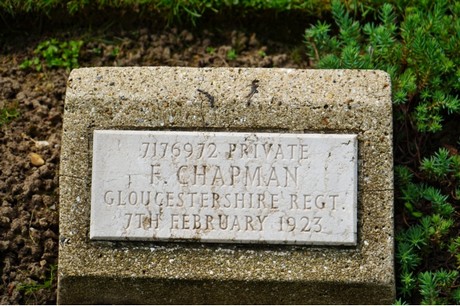 7176972 PRIVATE
F. CHAPMAN
GLOUCESTERSHIRE REGT.
7TH FEBRUARY 1923